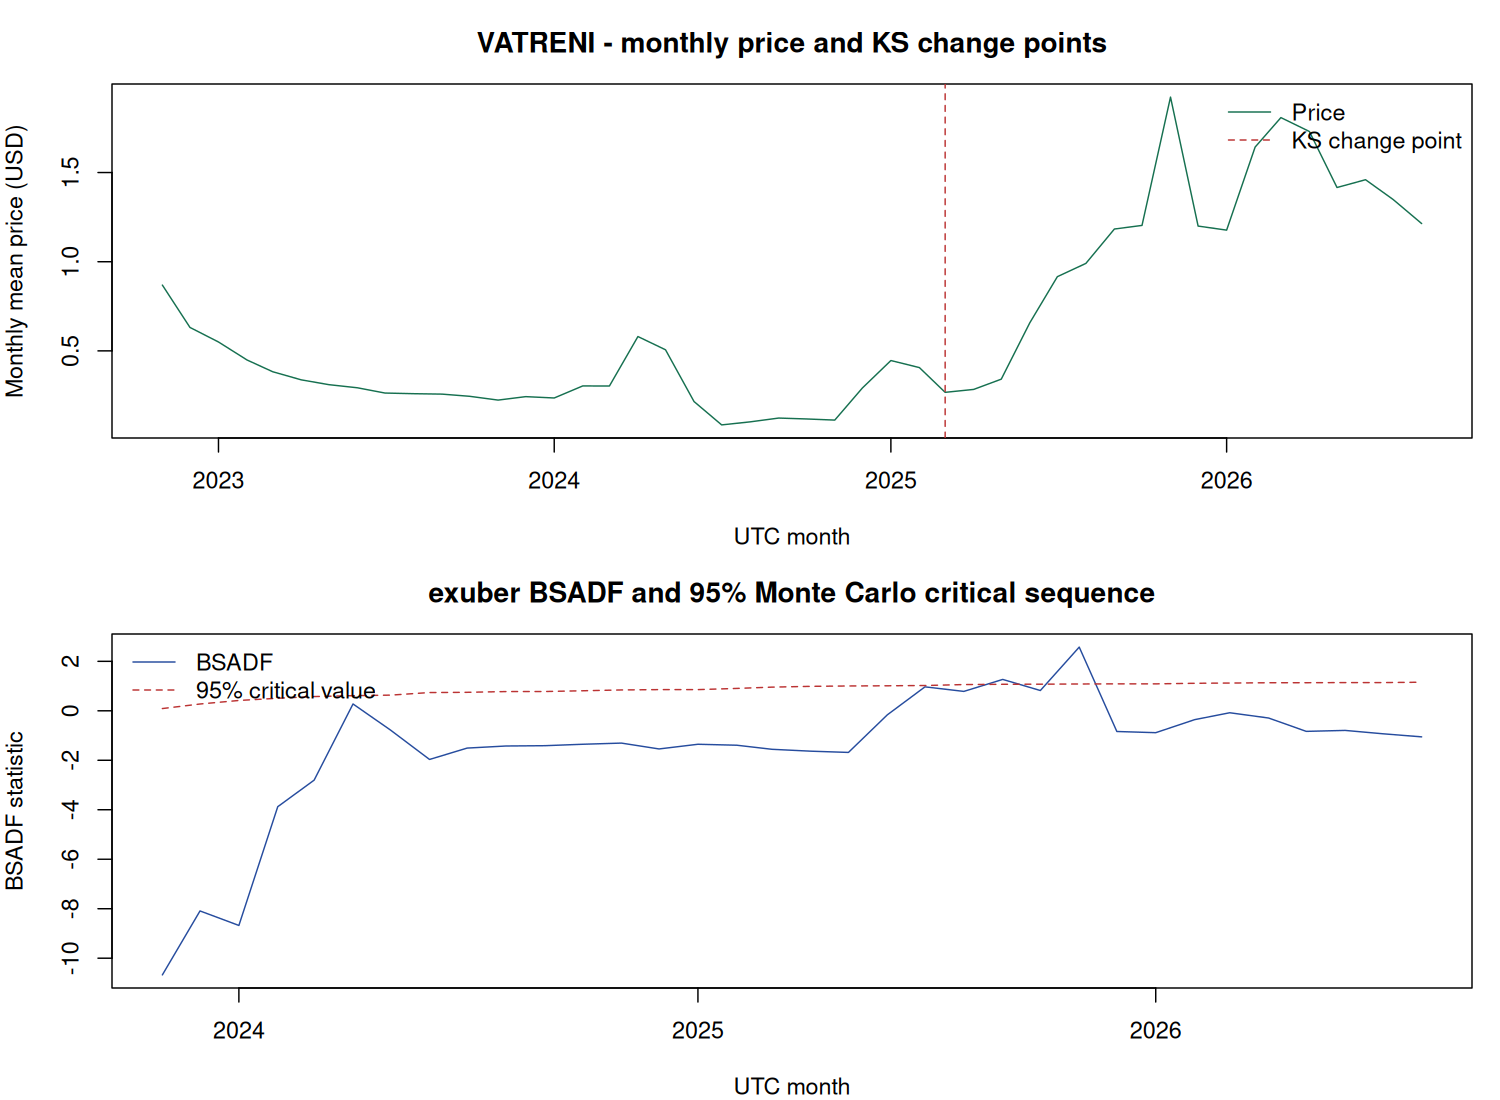 VATRENI - monthly price and KS change points
Monthly mean price (USD)
1.5
1.0
0.5
Price
KS change point
2023 2024 2025 2026
UTC month
exuber BSADF and 95% Monte Carlo critical sequence
BSADF statistic
2
0
-2
-4
-6
-8
-10
BSADF
95% critical value
2024 2025 2026
UTC month